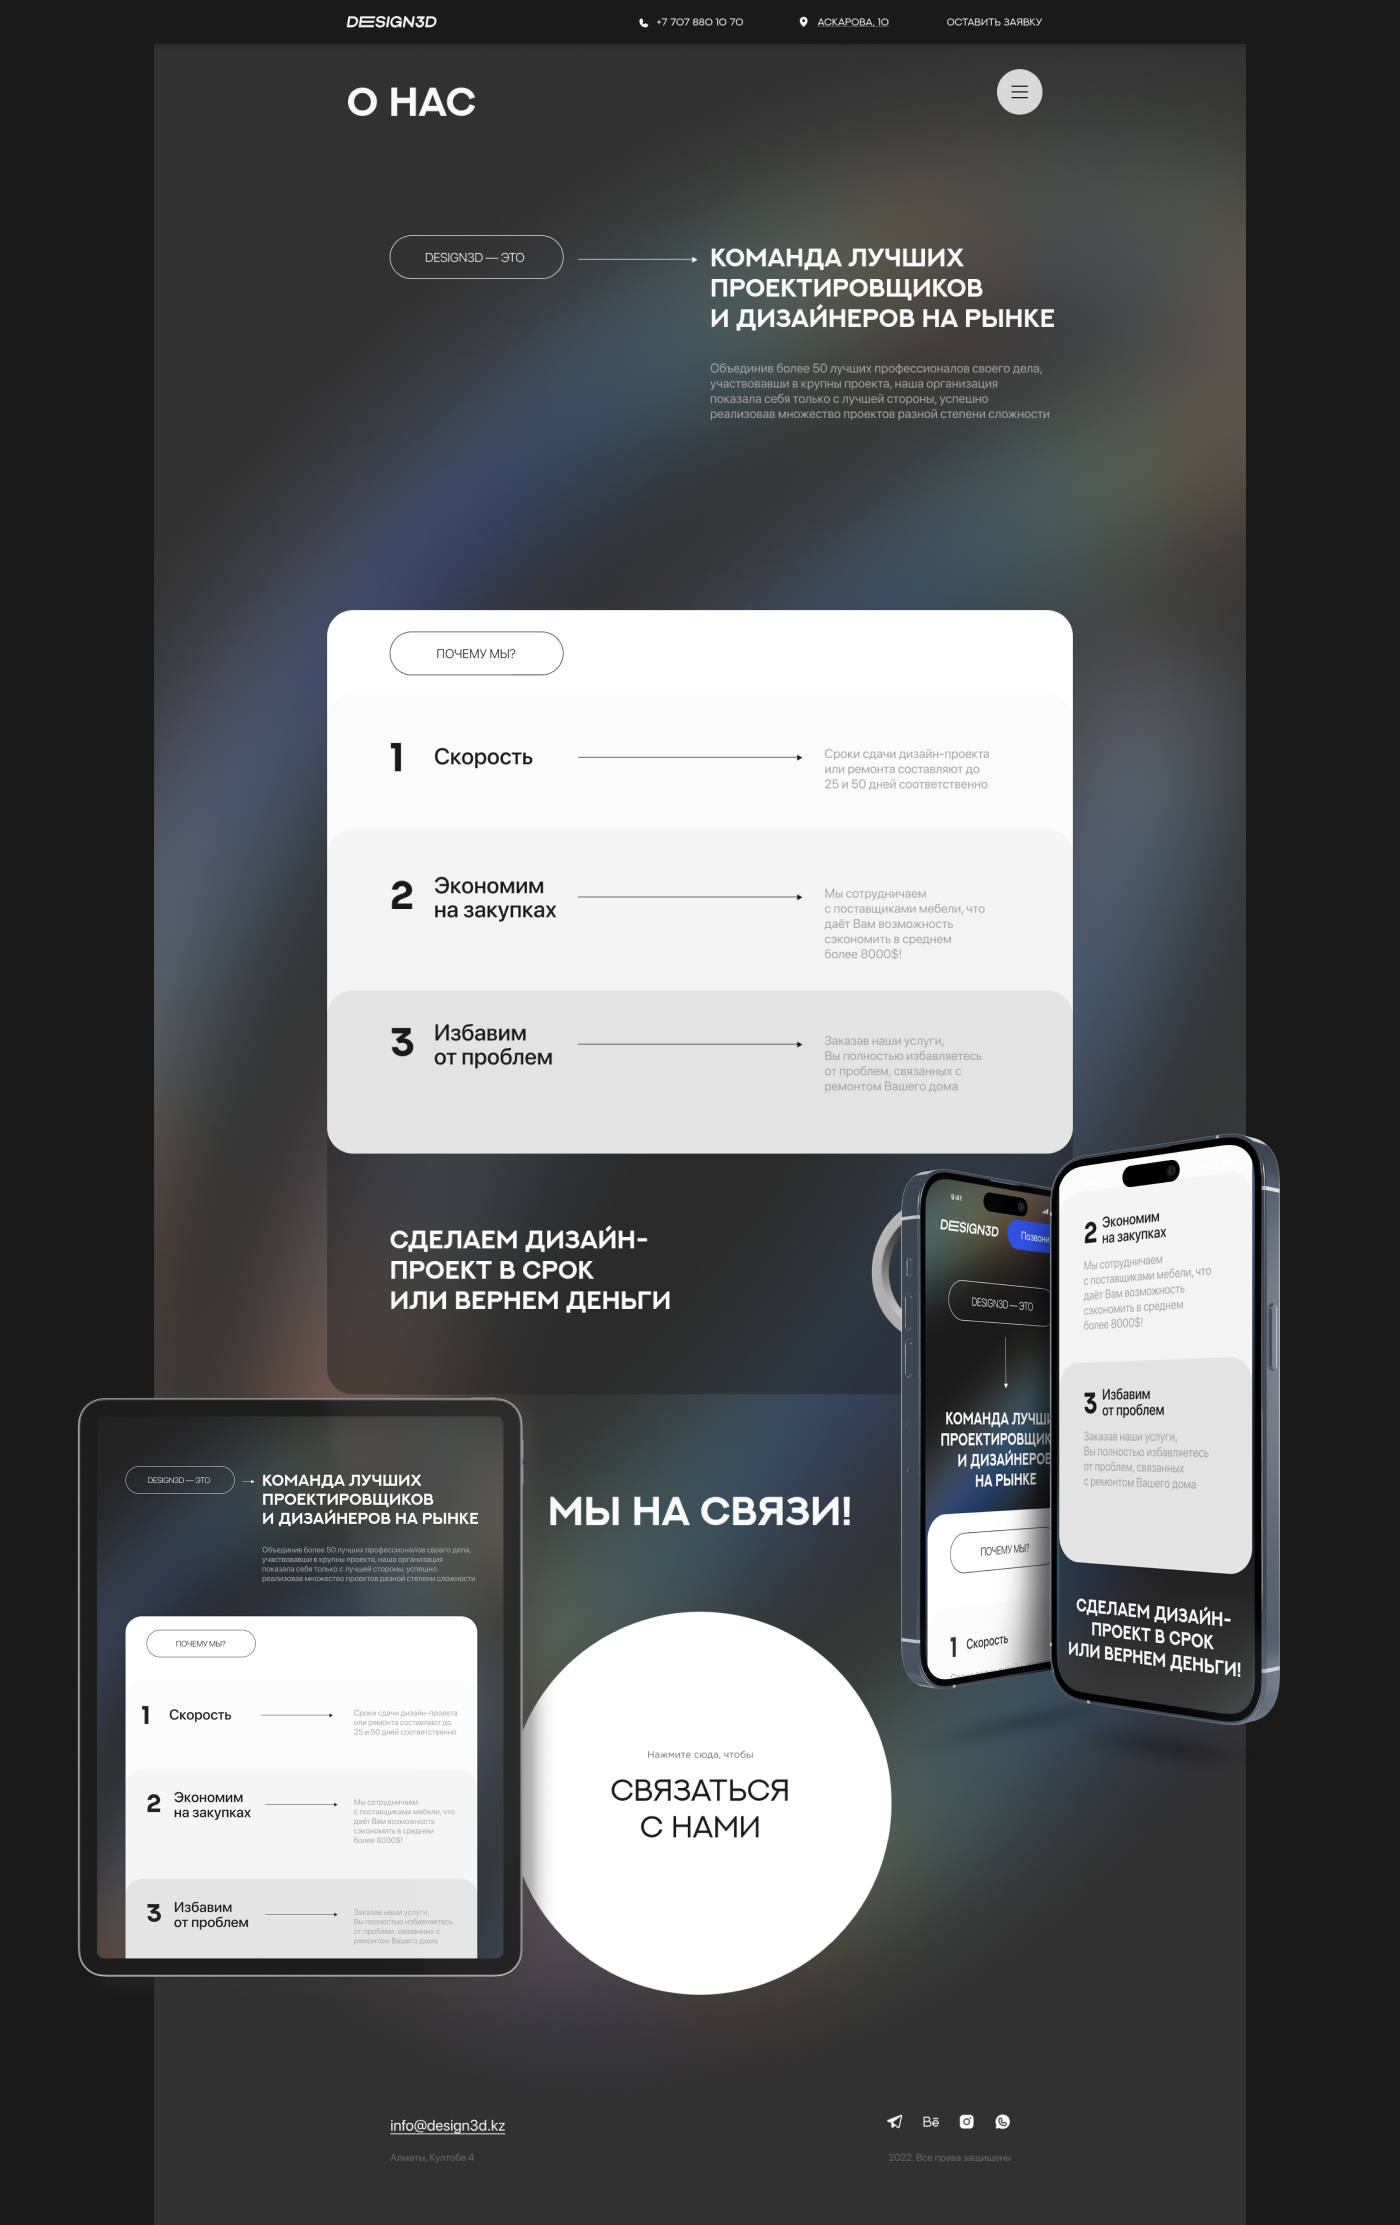 DESIGN3D
+7 707 880 10 70
АСКАРОВА, 10
ОСТАВИТЬ ЗАЯВКУ
О НАС
DESIGN3D — ЭТО
КОМАНДА ЛУЧШИХ
ПРОЕКТИРОВЩИКОВ
И ДИЗАЙНЕРОВ НА РЫНКЕ
Объединив более 50 лучших профессионалов своего дела,
участвовавши в крупны проекта, наша организация
показала себя только с лучшей стороны, успешно
реализовав множество проектов разной степени сложности
ПОЧЕМУ МЫ?
1
Скорость
Сроки сдачи дизайн-проекта
или ремонта составляют до
25 и 50 дней соответственно
2
Экономим
на закупках
Мы сотрудничаем
с поставщиками мебели, что
даёт Вам возможность
сэкономить в среднем
более 8000$!
3
Избавим
от проблем
Заказав наши услуги,
Вы полностью избавляетесь
от проблем, связанных с
ремонтом Вашего дома
СДЕЛАЕМ ДИЗАЙН-
ПРОЕКТ В СРОК
ИЛИ ВЕРНЕМ ДЕНЬГИ
9:41
DESIGN3D
Позвони
DESIGN3D — ЭТО
КОМАНДА ЛУЧШ
ПРОЕКТИРОВЩИК
И ДИЗАЙНЕРО
НА РЫНКЕ
ПОЧЕМУ МЫ?
1 Скорость
2 Экономим
на закупках
Мы сотрудничаем
с поставщиками мебели, что
даёт Вам возможность
сэкономить в среднем
более 8000$!
3 Избавим
от проблем
Заказав наши услуги,
Вы полностью избавляетесь
от проблем, связанных
с ремонтом Вашего дома
СДЕЛАЕМ ДИЗАЙН-
ПРОЕКТ В СРОК
ИЛИ ВЕРНЕМ ДЕНЬГИ!
DESIGN3D — ЭТО
КОМАНДА ЛУЧШИХ
ПРОЕКТИРОВЩИКОВ
И ДИЗАЙНЕРОВ НА РЫНКЕ
Объединив более 50 лучших профессионалов своего дела,
участвовавши в крупны проекта, наша организация
показала себя только с лучшей стороны, успешно
реализовав множество проектов разной степени сложности
ПОЧЕМУ МЫ?
1
Скорость
Сроки сдачи дизайн-проекта
или ремонта составляют до
25 и 50 дней соответственно
2
Экономим
на закупках
Мы сотрудничаем
с поставщиками мебели, что
даёт Вам возможность
сэкономить в среднем
более 8000$!
3
Избавим
от проблем
Заказав наши услуги,
Вы полностью избавляетесь
от проблем, связанных с
ремонтом Вашего дома
МЫ НА СВЯЗИ!
Нажмите сюда, чтобы
СВЯЗАТЬСЯ
С НАМИ
info@design3d.kz
Bē
Алматы, Култобе 4
2022. Все права защищены